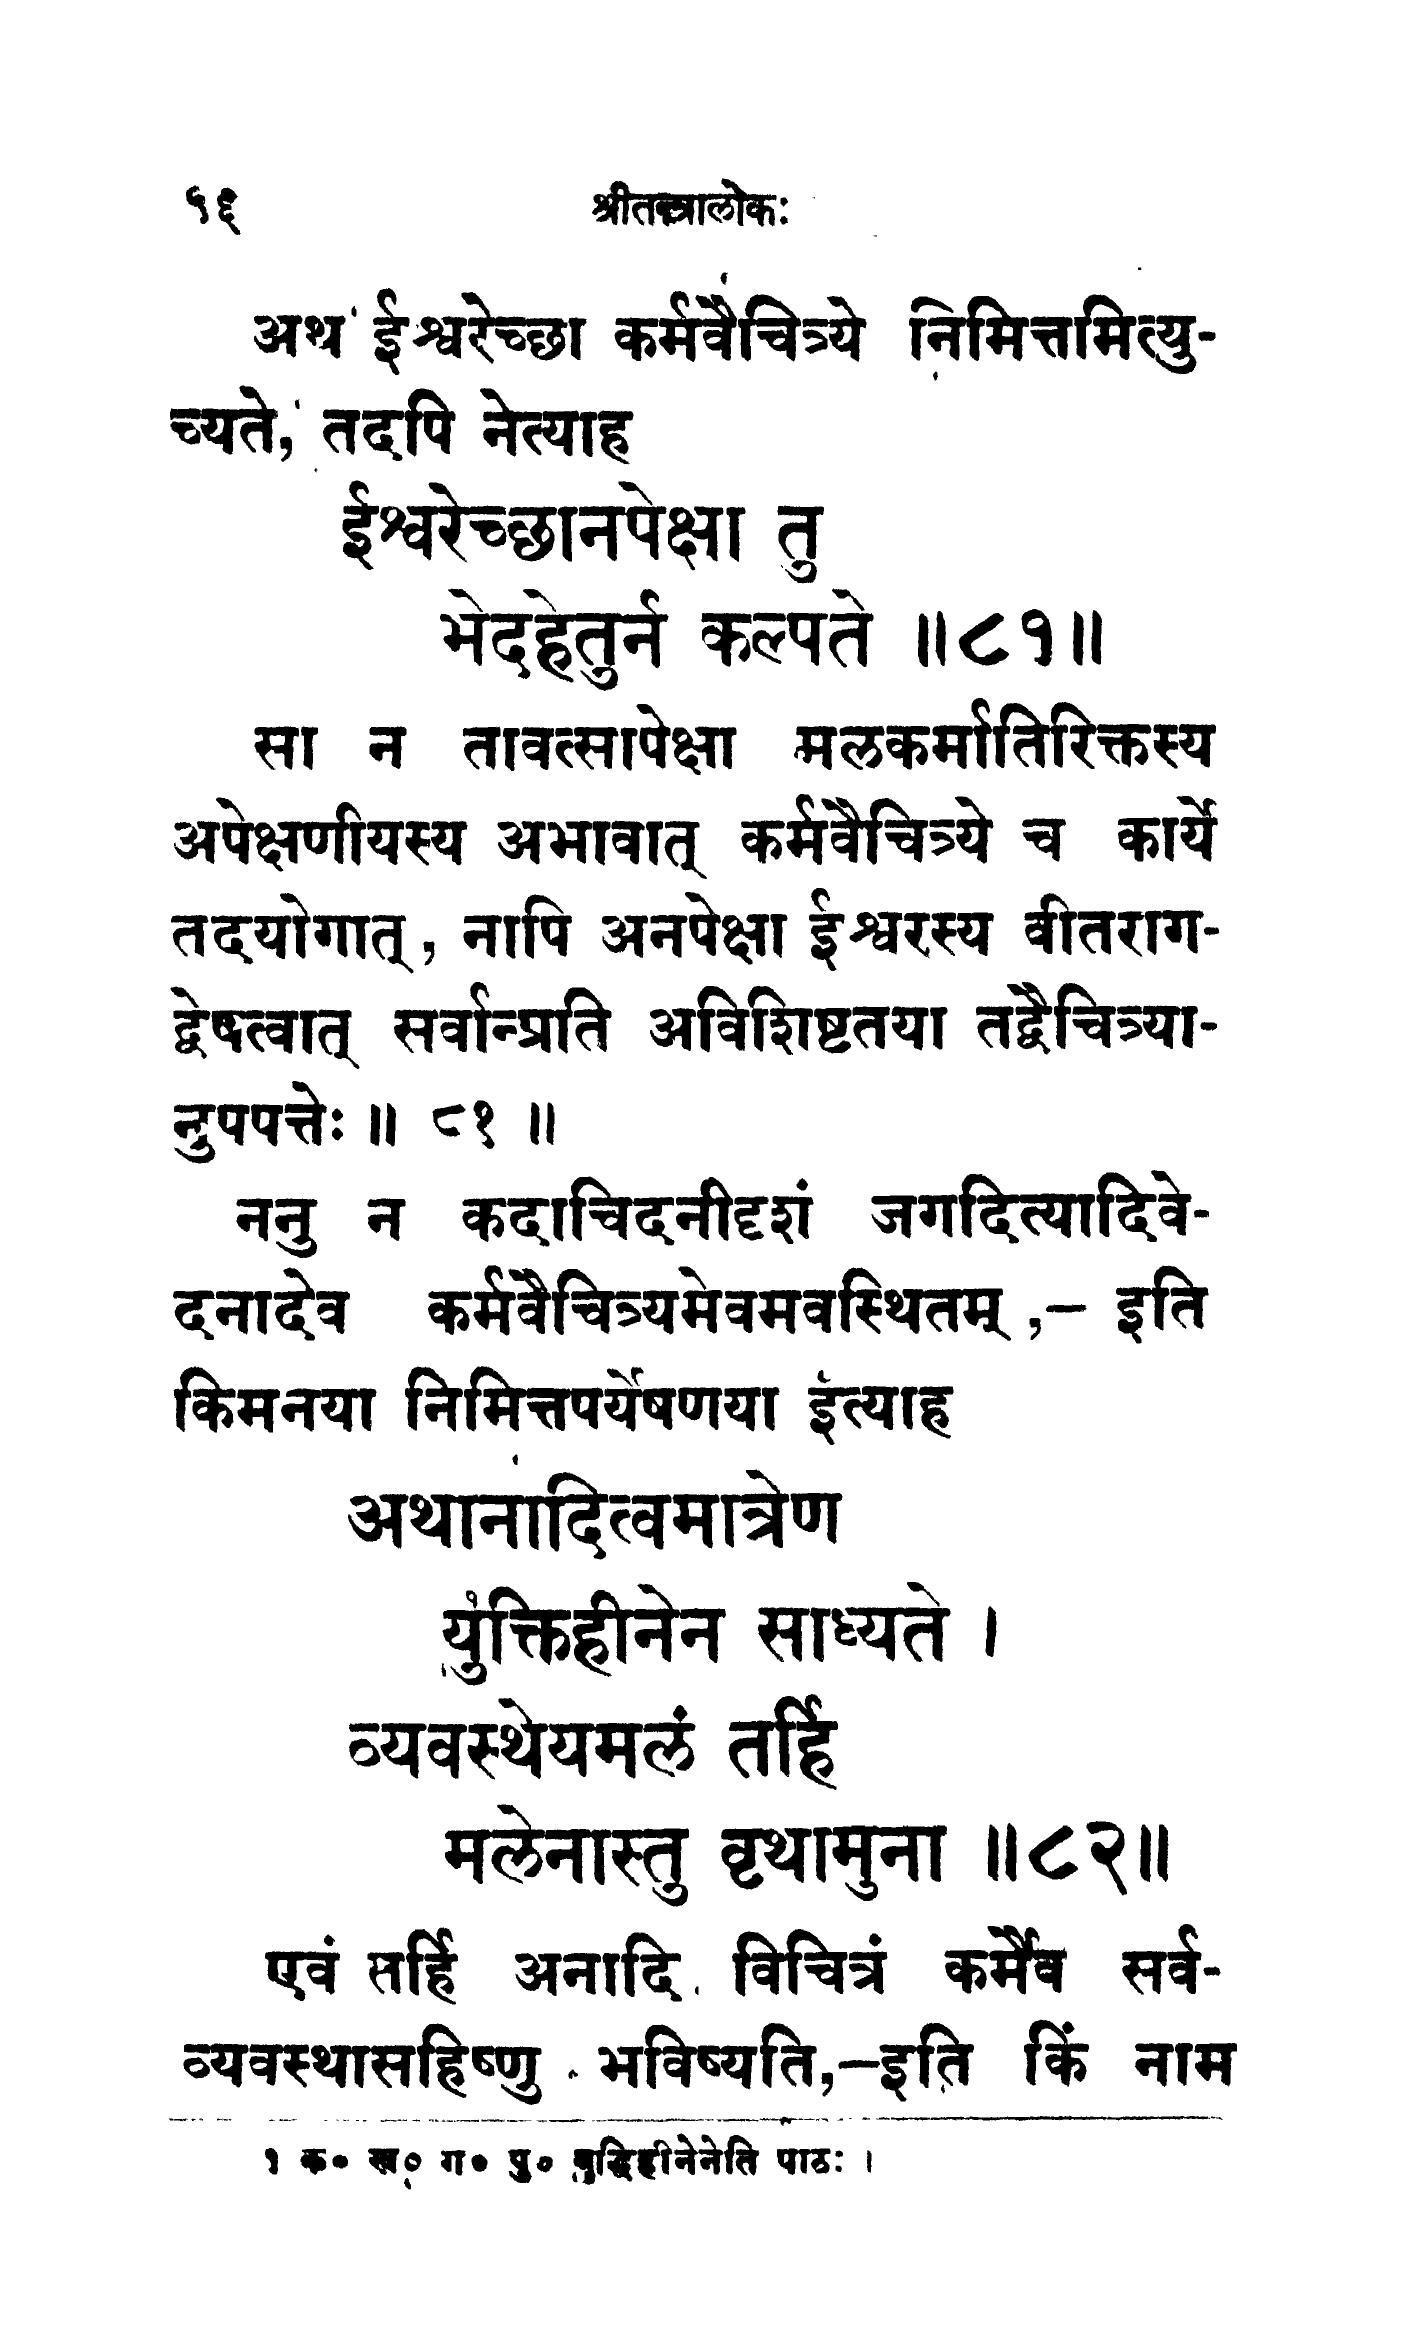 ५६ श्रीतन्त्रालोकः
अथ ईश्वरेच्छा कर्मवैचित्र्ये निमित्तमित्यु-
च्यते, तदपि नेत्याह
ईश्वरेच्छानपेक्षा तु
भेदहेतुर्न कल्पते ॥८१॥
सा न तावत्सापेक्षा मलकर्मातिरिक्तस्य
अपेक्षणीयस्य अभावात् कर्मवैचित्र्ये च कार्ये
तदयोगात्, नापि अनपेक्षा ईश्वरस्य वीतराग-
द्वेषत्वात् सर्वान्प्रति अविशिष्टतया तद्वैचित्र्या-
नुपपत्तेः ॥ ८१ ॥
ननु न कदाचिदनीदृशं जगदित्यादिवे-
दनादेव कर्मवैचित्र्यमेवमवस्थितम्,– इति
किमनया निमित्तपर्येषणया इत्याह
अथानादित्वमात्रेण
युक्तिहीनेन साध्यते ।
व्यवस्थेयमलं तर्हि
मलेनास्तु वृथामुना ॥८२॥
एवं तर्हि अनादि विचित्रं कर्मैव सर्व-
व्यवस्थासहिष्णु भविष्यति,–इति किं नाम
१ क० ख० ग० पु० बुद्धिहीनेनेति पाठः ।